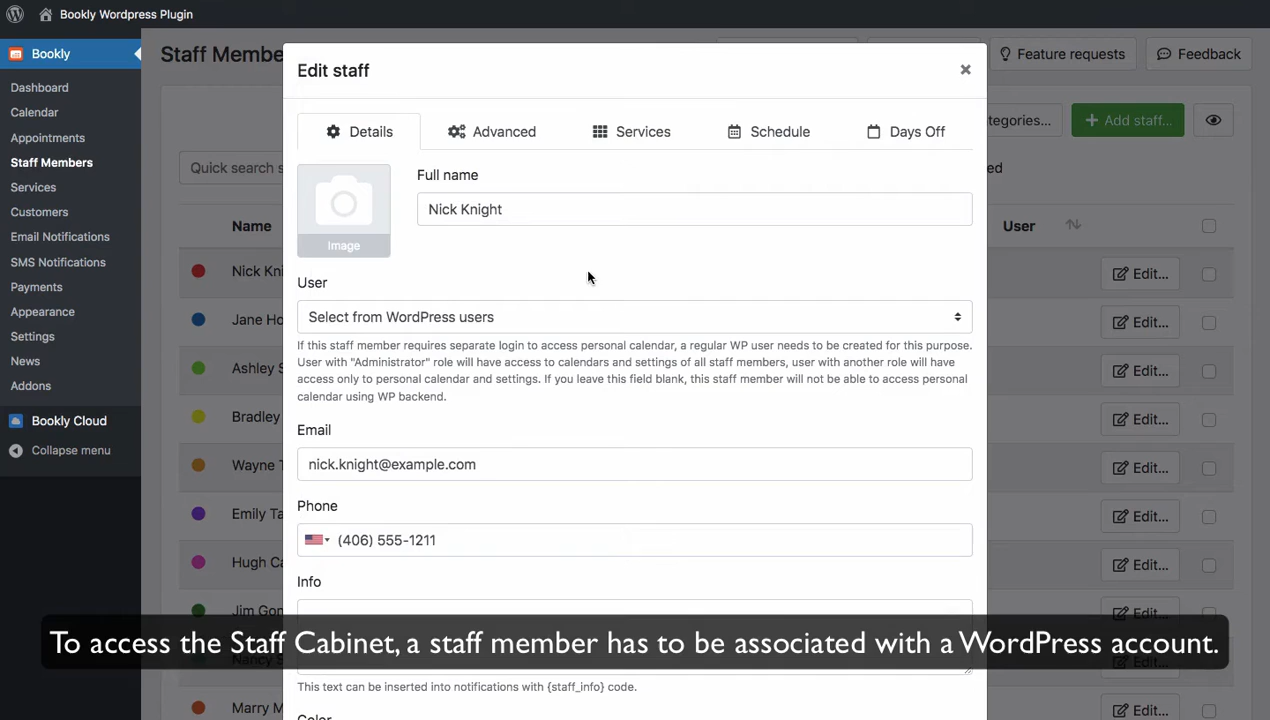 Bookly Wordpress Plugin
Bookly
Dashboard
Calendar
Appointments
Staff Members
Services
Customers
Email Notifications
SMS Notifications
Payments
Appearance
Settings
News
Addons
Bookly Cloud
Collapse menu
Staff Membe
Feature requests
Feedback
ategories...
Add staff...
Quick search s
ed
Name
User
Nick Kni
Edit...
Jane Ho
Edit...
Ashley S
Edit...
Bradley
Edit...
Wayne T
Edit...
Emily Ta
Edit...
Hugh Ca
Edit...
Jim Gon
Edit...
Nancy S
Edit...
Marry M
Edit...
Edit staff
×
Details
Advanced
Services
Schedule
Days Off
Image
Full name
Nick Knight
User
Select from WordPress users
If this staff member requires separate login to access personal calendar, a regular WP user needs to be created for this purpose.
User with "Administrator" role will have access to calendars and settings of all staff members, user with another role will have
access only to personal calendar and settings. If you leave this field blank, this staff member will not be able to access personal
calendar using WP backend.
Email
nick.knight@example.com
Phone
(406) 555-1211
Info
To access the Staff Cabinet, a staff member has to be associated with a WordPress account.
This text can be inserted into notifications with {staff_info} code.
Color